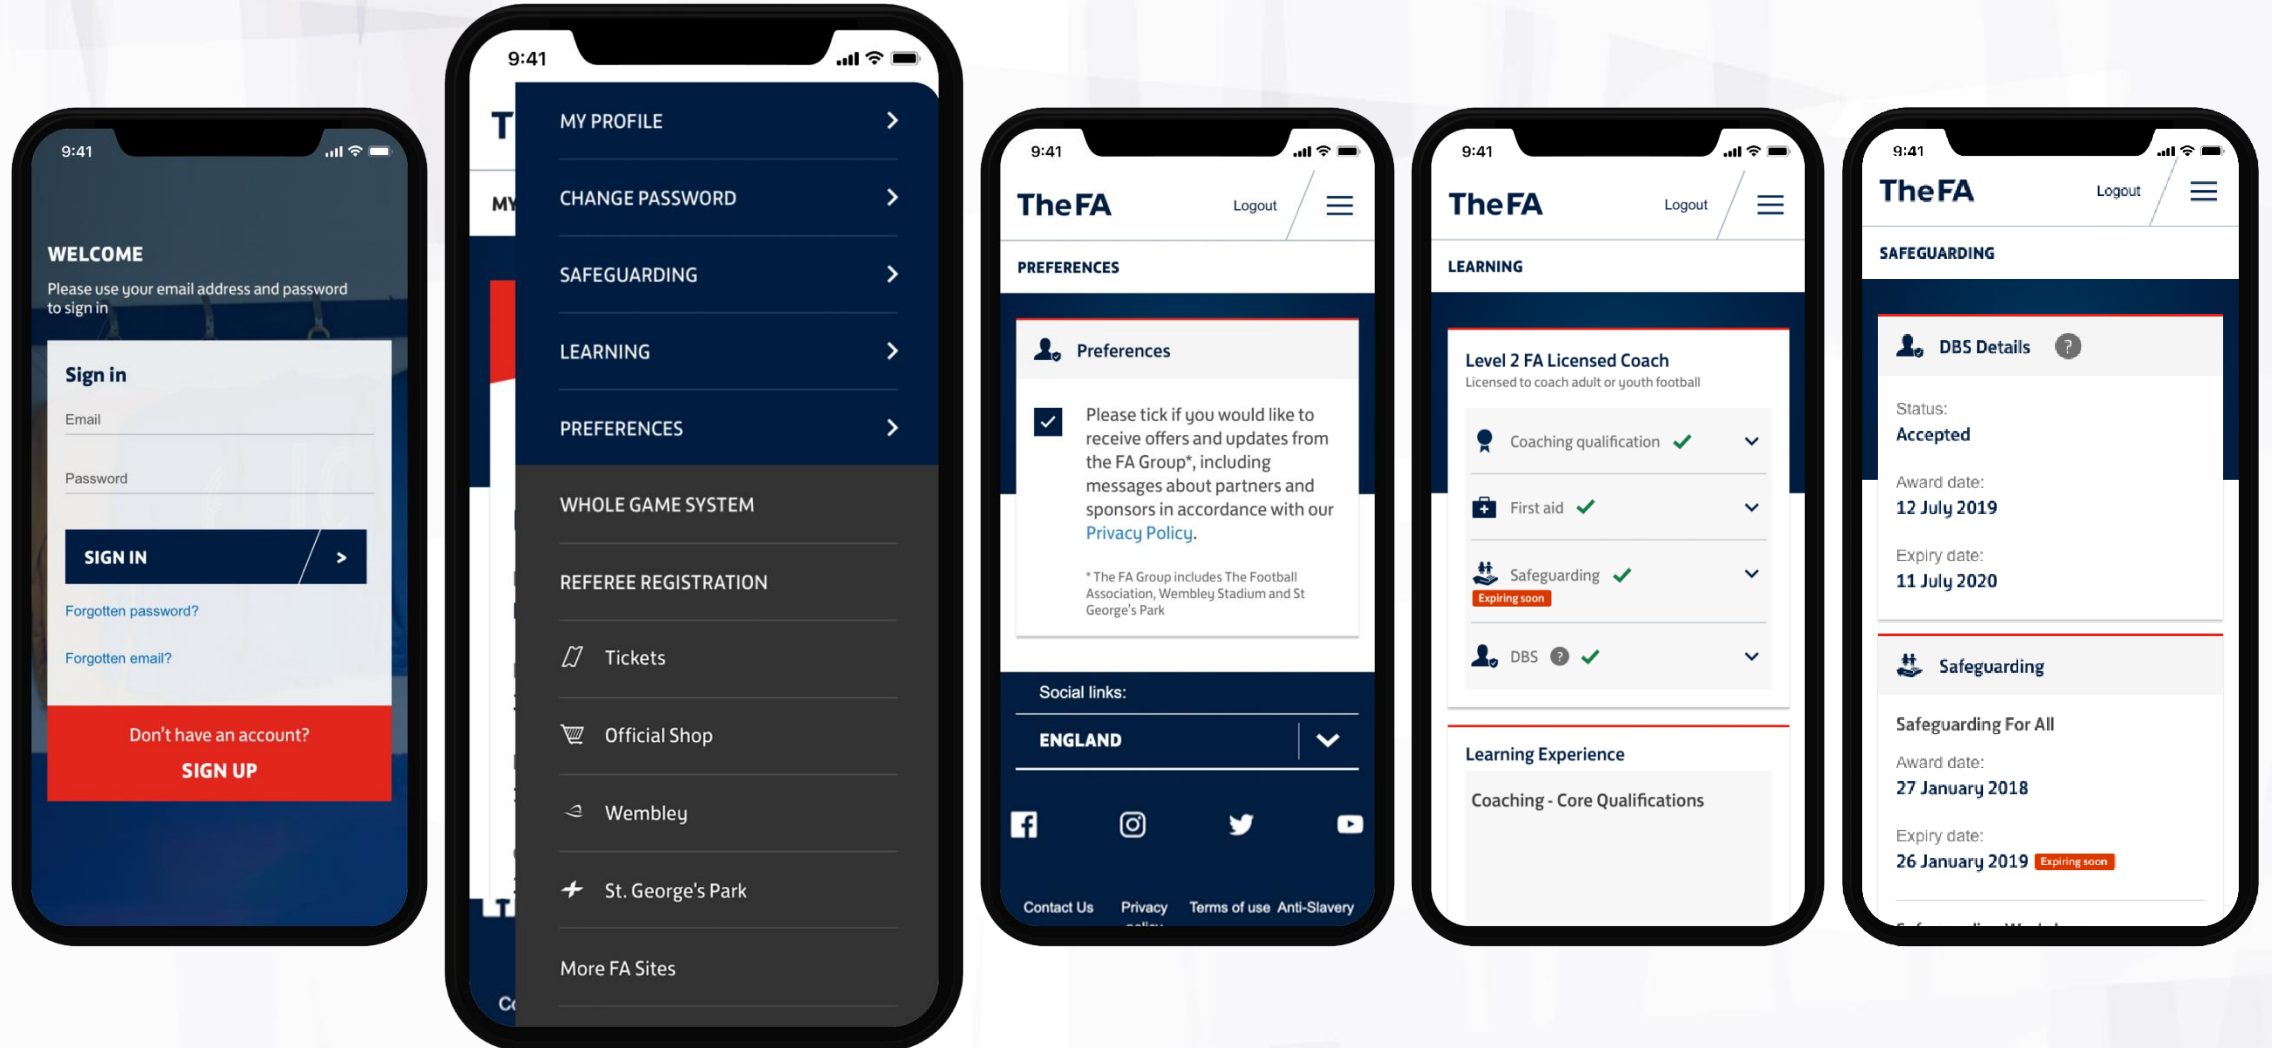 9:41
WELCOME
Please use your email address and password
to sign in
Sign in
Email
Password
SIGN IN
Forgotten password?
Forgotten email?
Don't have an account?
SIGN UP
9:41
T
MY
MY PROFILE
CHANGE PASSWORD
SAFEGUARDING
LEARNING
PREFERENCES
WHOLE GAME SYSTEM
REFEREE REGISTRATION
Tickets
Official Shop
Wembley
St. George's Park
More FA Sites
9:41
TheFA
Logout
PREFERENCES
Preferences
Please tick if you would like to
receive offers and updates from
the FA Group*, including
messages about partners and
sponsors in accordance with our
Privacy Policy.
* The FA Group includes The Football
Association, Wembley Stadium and St
George's Park
Social links:
ENGLAND
Contact Us Privacy Terms of use Anti-Slavery
policy
9:41
TheFA
Logout
LEARNING
Level 2 FA Licensed Coach
Licensed to coach adult or youth football
Coaching qualification
First aid
Safeguarding
Expiring soon
DBS ?
Learning Experience
Coaching - Core Qualifications
9:41
TheFA
Logout
SAFEGUARDING
DBS Details ?
Status:
Accepted
Award date:
12 July 2019
Expiry date:
11 July 2020
Safeguarding
Safeguarding For All
Award date:
27 January 2018
Expiry date:
26 January 2019 Expiring soon